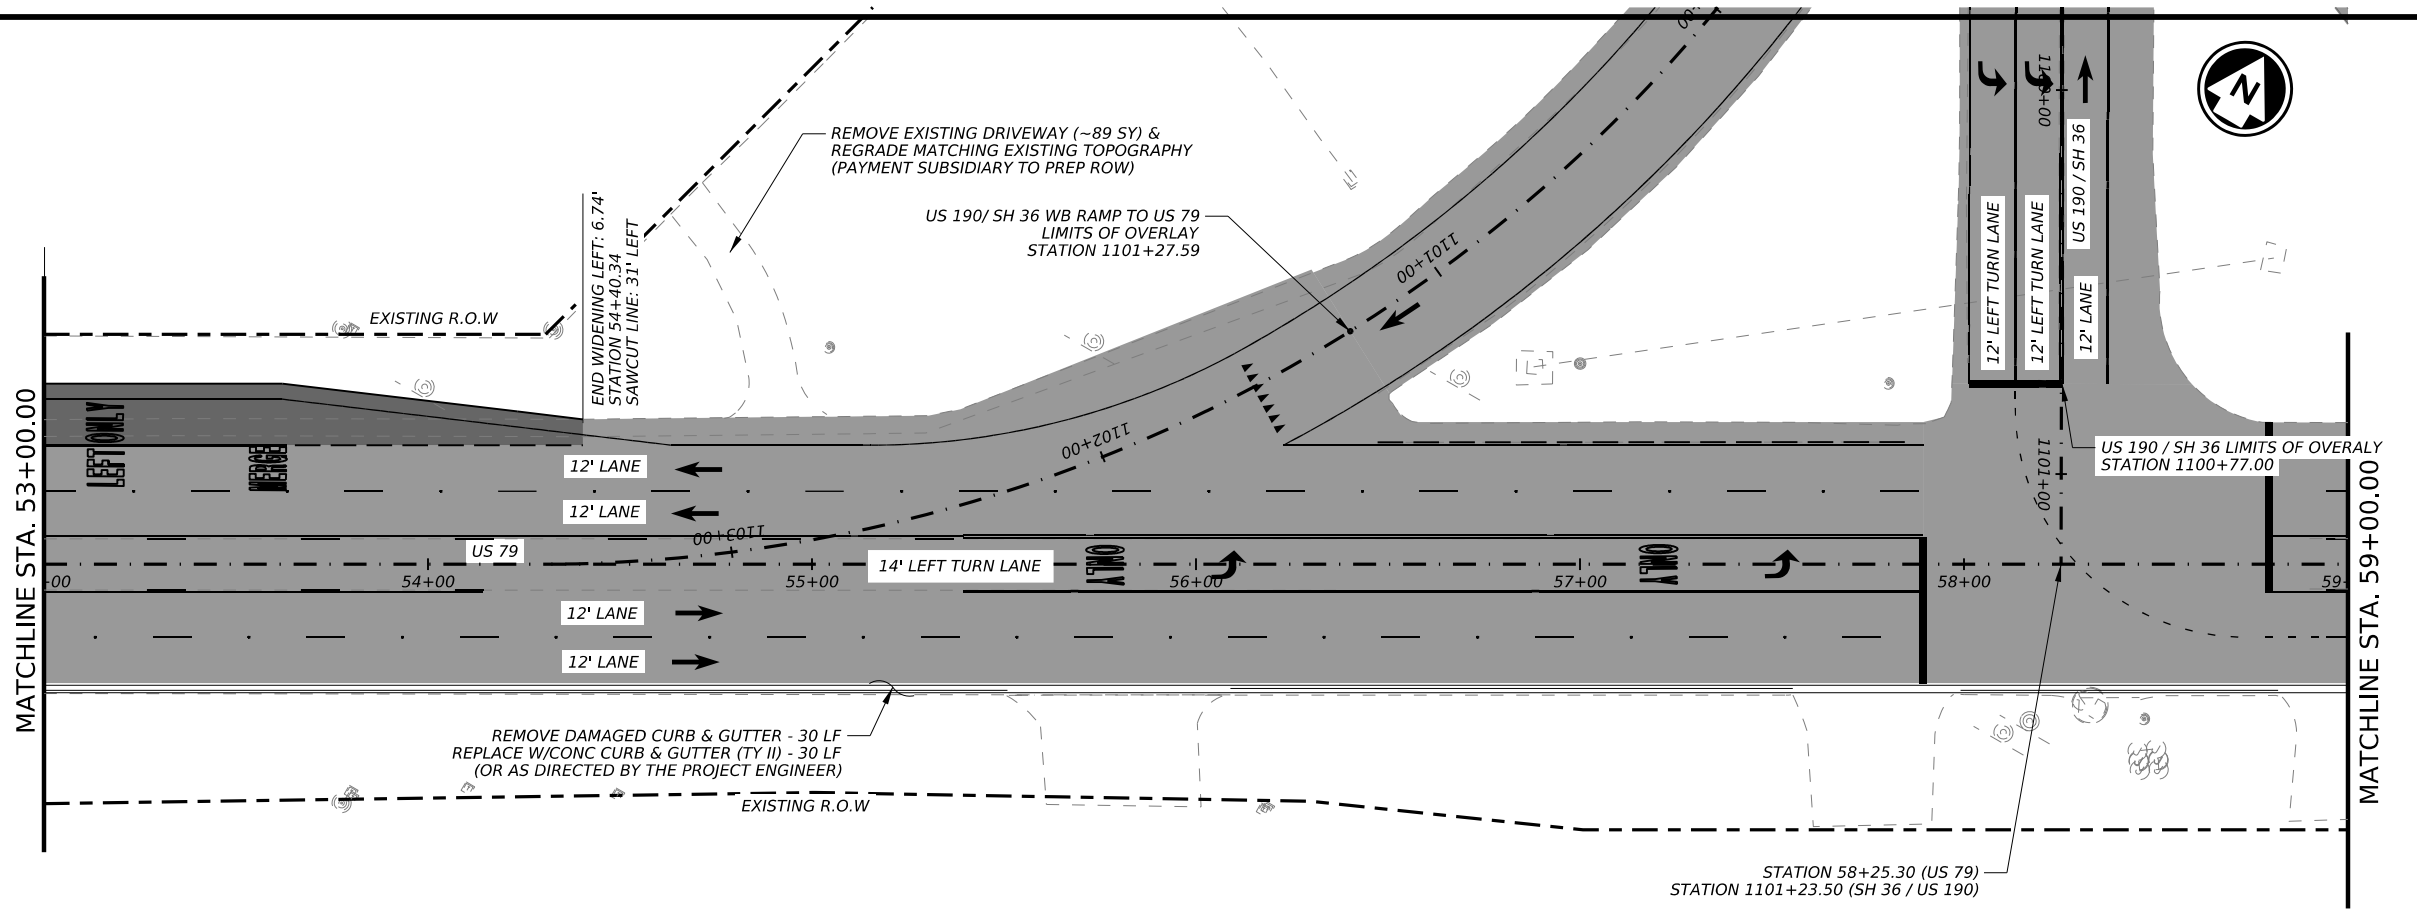 REMOVE EXISTING DRIVEWAY (~89 SY) &
REGRADE MATCHING EXISTING TOPOGRAPHY
(PAYMENT SUBSIDIARY TO PREP ROW)
US 190/ SH 36 WB RAMP TO US 79
LIMITS OF OVERLAY
STATION 1101+27.59
END WIDENING LEFT: 6.74'
STATION 54+40.34
SAWCUT LINE: 31' LEFT
EXISTING R.O.W
N
12' LEFT TURN LANE
12' LEFT TURN LANE
US 190 / SH 36
12' LANE
1101+00
1102+00
1103+00
1101+00
US 190 / SH 36 LIMITS OF OVERALY
STATION 1100+77.00
MATCHLINE STA. 53+00.00
LEFT ONLY
MERGE
MERGE
12' LANE
12' LANE
US 79
14' LEFT TURN LANE
ONLY
ONLY
54+00
55+00
56+00
57+00
58+00
12' LANE
12' LANE
MATCHLINE STA. 59+00.00
REMOVE DAMAGED CURB & GUTTER - 30 LF
REPLACE W/CONC CURB & GUTTER (TY II) - 30 LF
(OR AS DIRECTED BY THE PROJECT ENGINEER)
EXISTING R.O.W
STATION 58+25.30 (US 79)
STATION 1101+23.50 (SH 36 / US 190)